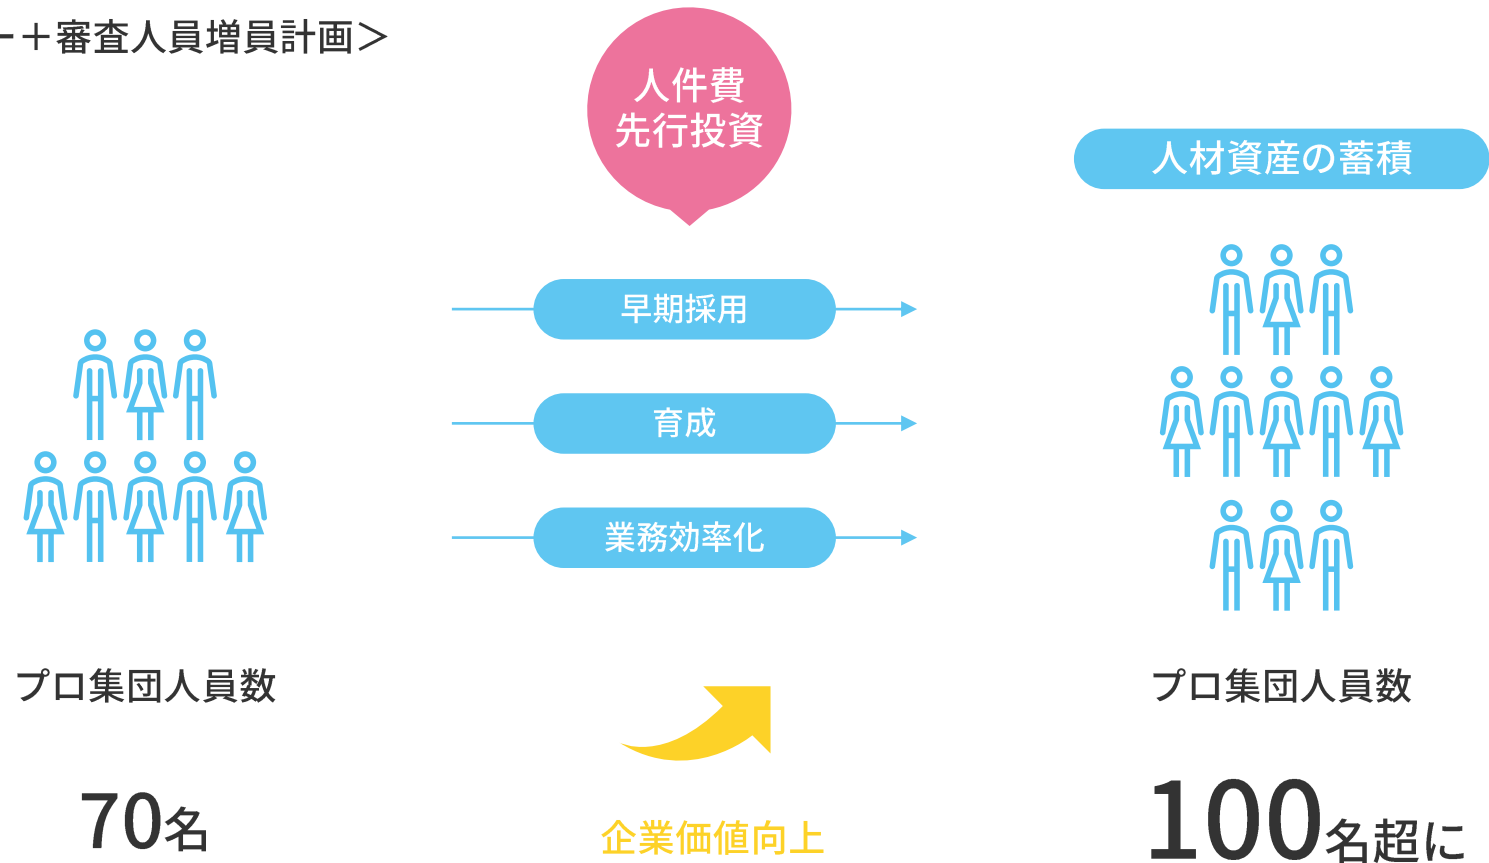 ー＋審査人員増員計画＞
人件費
先行投資
人材資産の蓄積
早期採用
育成
業務効率化
プロ集団人員数
70名
企業価値向上
プロ集団人員数
100名超に